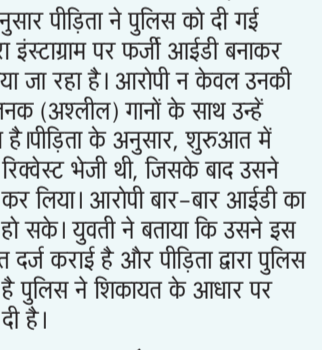 नुसार पीड़िता ने पुलिस को दी गई
रा इंस्टाग्राम पर फर्जी आईडी बनाकर
या जा रहा है। आरोपी न केवल उनकी
नक (अश्लील) गानों के साथ उन्हें
है।पीड़िता के अनुसार, शुरुआत में
रिक्वेस्ट भेजी थी, जिसके बाद उसने
कर लिया। आरोपी बार-बार आईडी का
हो सके। युवती ने बताया कि उसने इस
त दर्ज कराई है और पीड़िता द्वारा पुलिस
है पुलिस ने शिकायत के आधार पर
दी है।